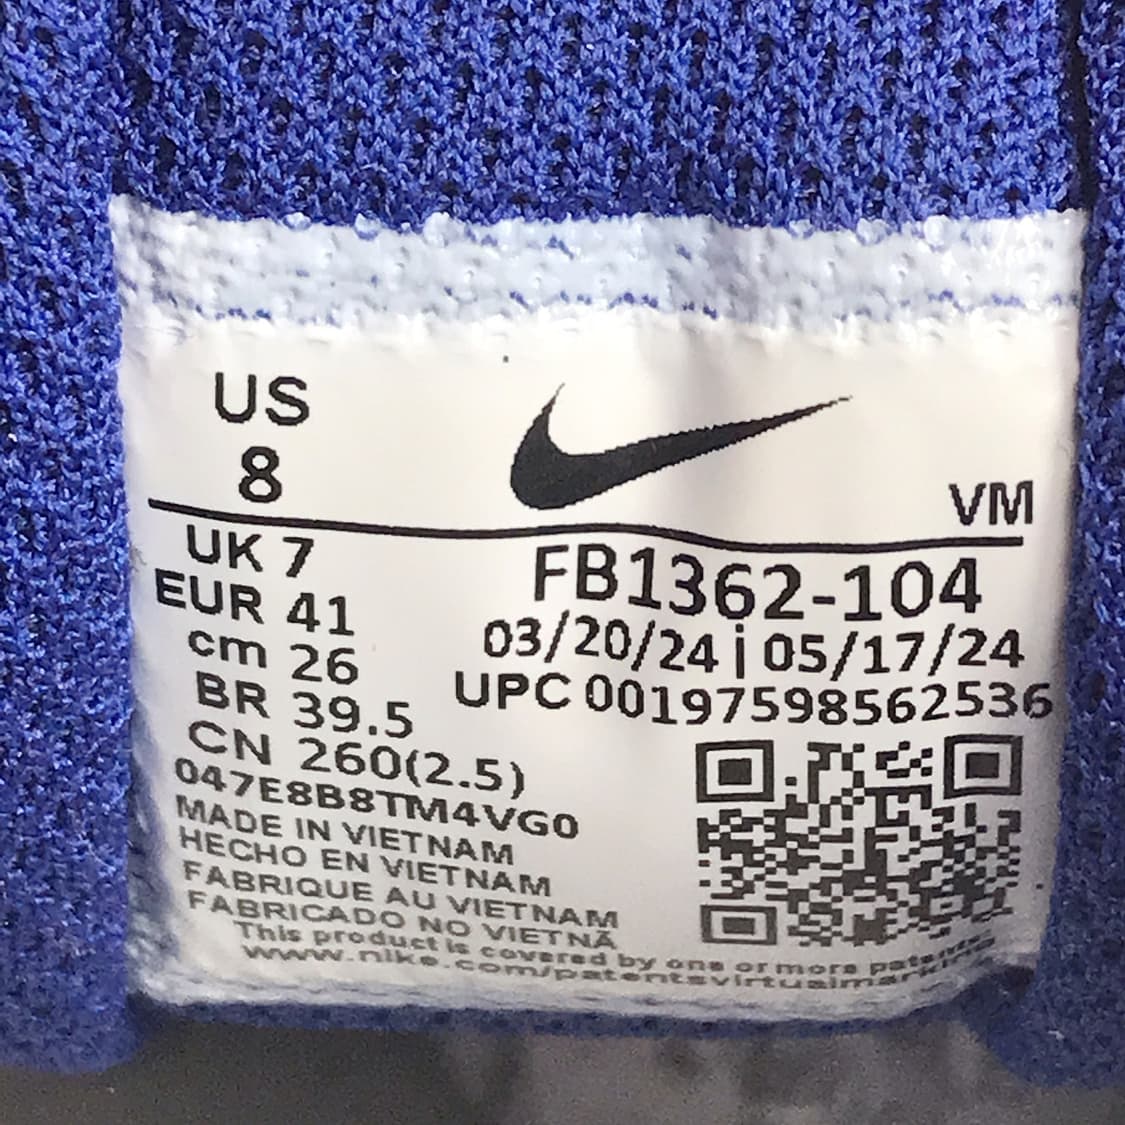 US
8
VM
UK 7
EUR 41
cm 26
BR 39.5
CN 260(2.5)
FB1362-104
03/20/24 | 05/17/24
UPC 00197598562536
047E8B8TM4VG0
MADE IN VIETNAM
HECHO EN VIETNAM
FABRIQUE AU VIETNAM
FABRICADO NO VIETNÃ
This product is covered by one or more patents.
www.nike.com/patentsvirtualmarking